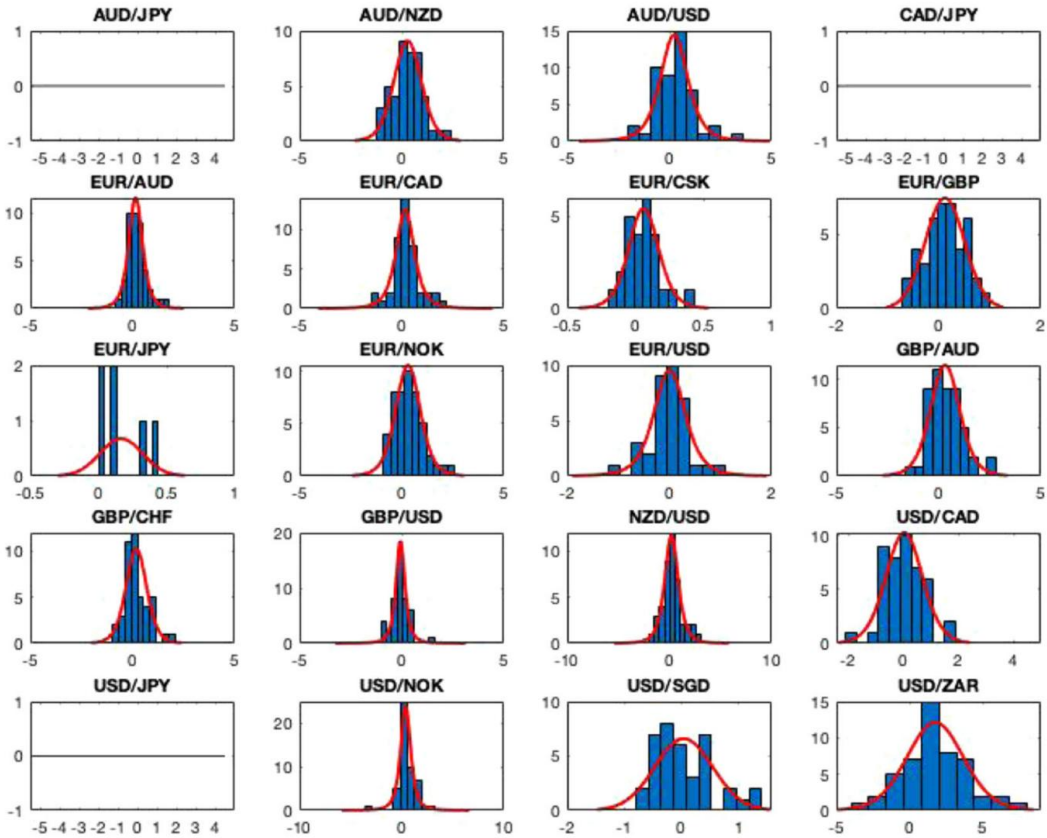 AUD/JPY AUD/NZD AUD/USD CAD/JPY
1 10 15 1
0 5 10 0
5
-1 0 0 -1
-5 -4 -3 -2 -1 0 1 2 3 4 -5 0 5 -5 0 5 -5 -4 -3 -2 -1 0 1 2 3 4
EUR/AUD EUR/CAD EUR/CSK EUR/GBP
10 10 5 5
5 5
0 0 0 0
-5 0 5 -5 0 5 -0.5 0 0.5 1 -2 0 2
EUR/JPY EUR/NOK EUR/USD GBP/AUD
2 10 10 10
1 5 5 5
0 0 0 0
-0.5 0 0.5 1 -5 0 5 -2 0 2 -5 0 5
GBP/CHF GBP/USD NZD/USD USD/CAD
10 20 10 10
5 10 5 5
0 0 0 0
-5 0 5 -5 0 5 -10 0 10 -2 0 2 4
USD/JPY USD/NOK USD/SGD USD/ZAR
1 20 10 15
0 10 5 10
5
-1 0 0 0
-5 -4 -3 -2 -1 0 1 2 3 4 -10 0 10 -2 -1 0 1 -5 0 5